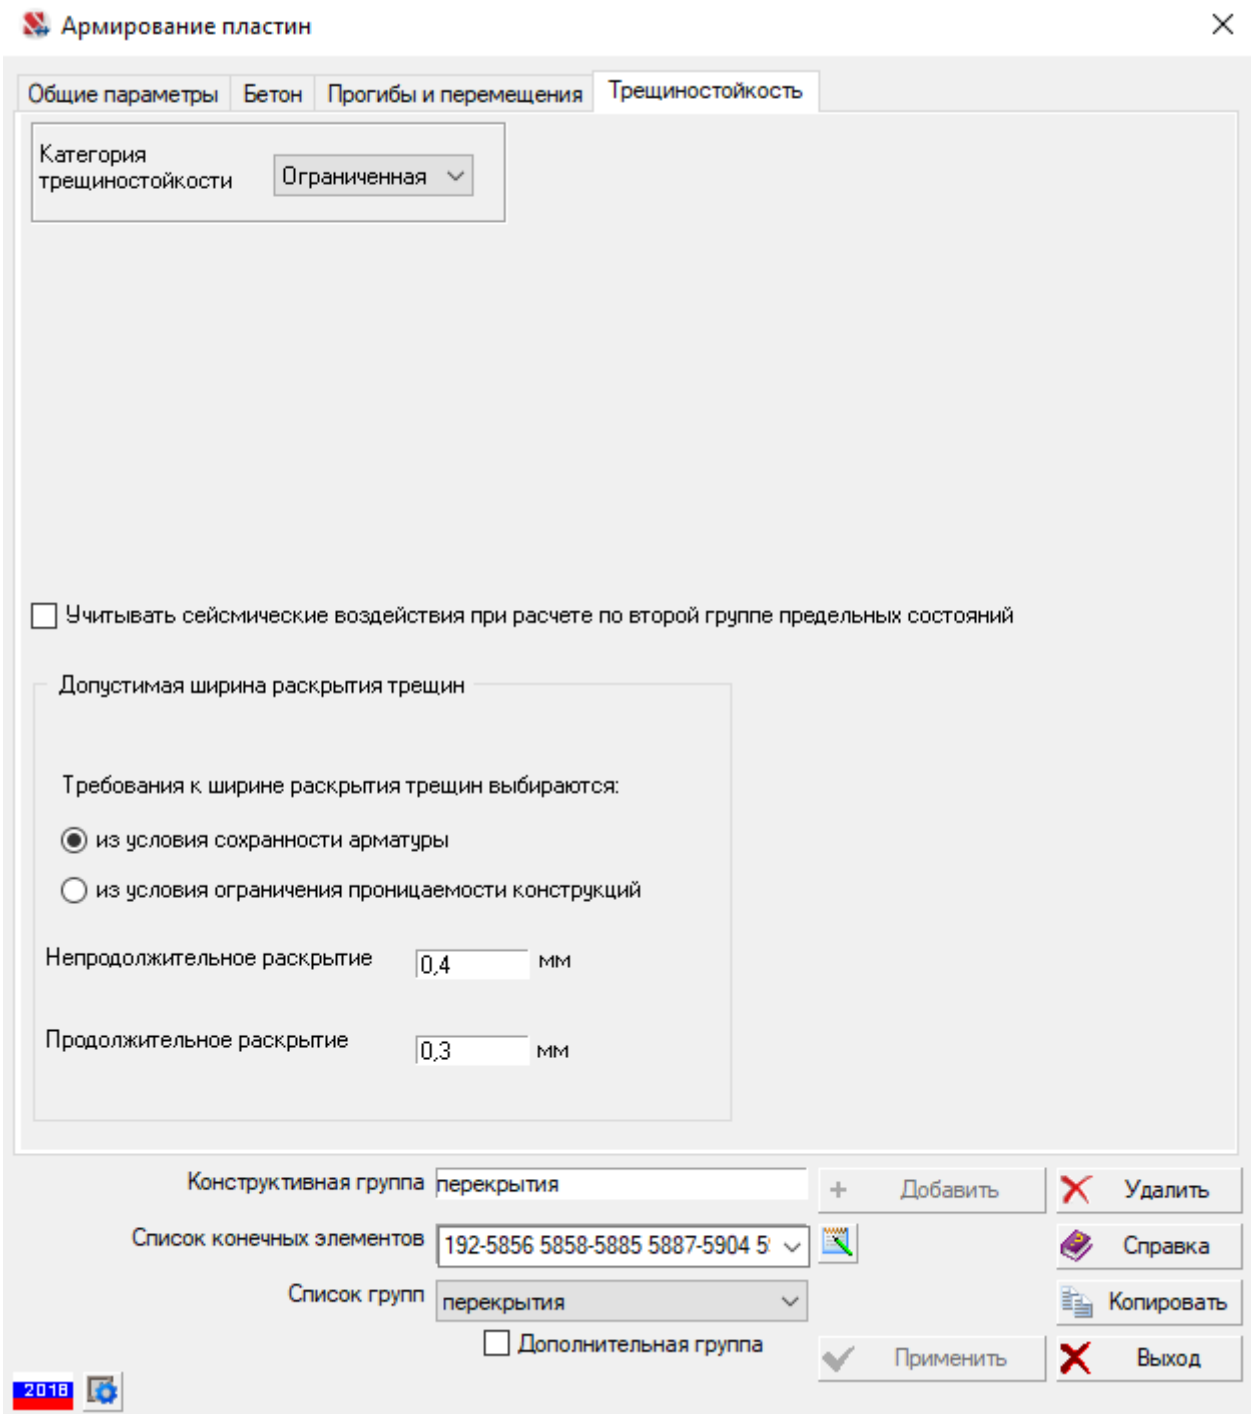 Армирование пластин
Общие параметры Бетон Прогибы и перемещения Трещиностойкость
Категория
трещиностойкости
Ограниченная
Учитывать сейсмические воздействия при расчете по второй группе предельных состояний
Допустимая ширина раскрытия трещин
Требования к ширине раскрытия трещин выбираются:
из условия сохранности арматуры
из условия ограничения проницаемости конструкций
Непродолжительное раскрытие 0,4 мм
Продолжительное раскрытие 0,3 мм
Конструктивная группа перекрытия Добавить Удалить
Список конечных элементов 192-5856 5858-5885 5887-5904 Справка
Список групп перекрытия Копировать
Дополнительная группа Применить Выход
2018